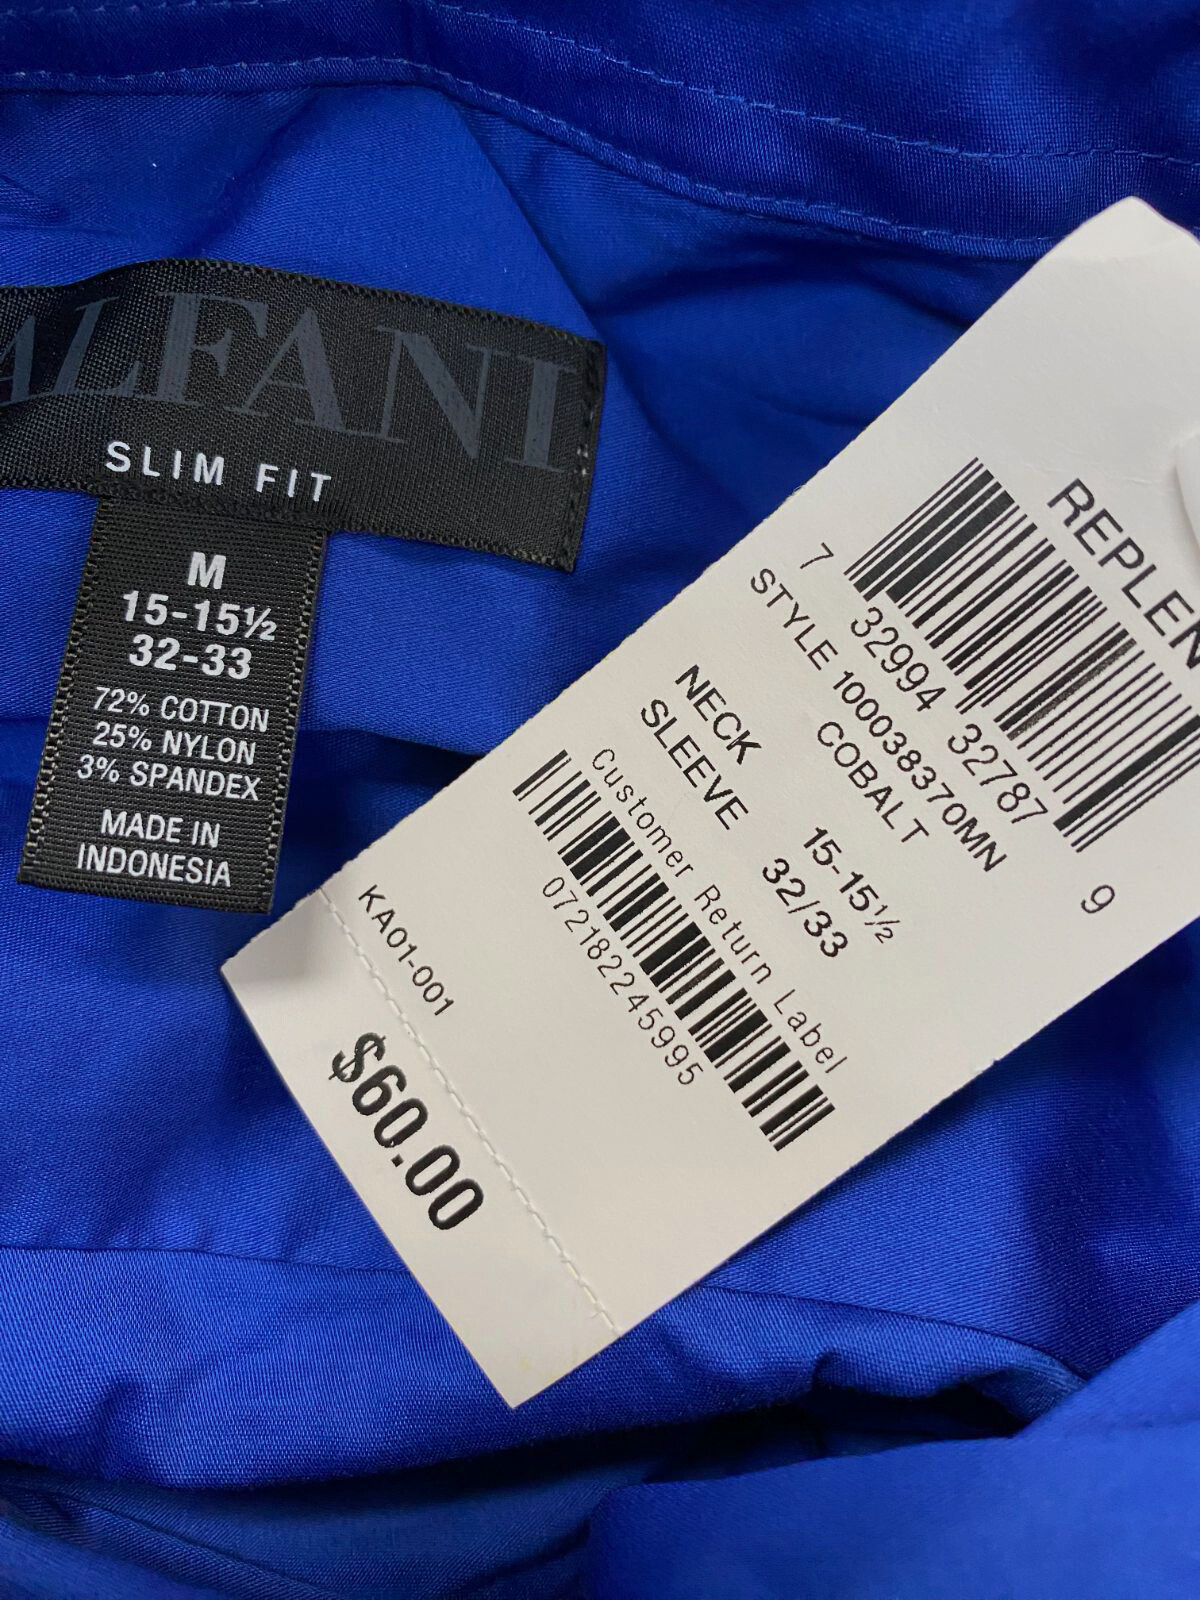 ALFANI
SLIM FIT
M
15-15½
32-33
72% COTTON
25% NYLON
3% SPANDEX
MADE IN
INDONESIA
7 32994 32787 9
STYLE 100038370MN
COBALT
NECK 15-15½
SLEEVE 32/33
Customer Return Label
072182245995
KA01-001
$60.00